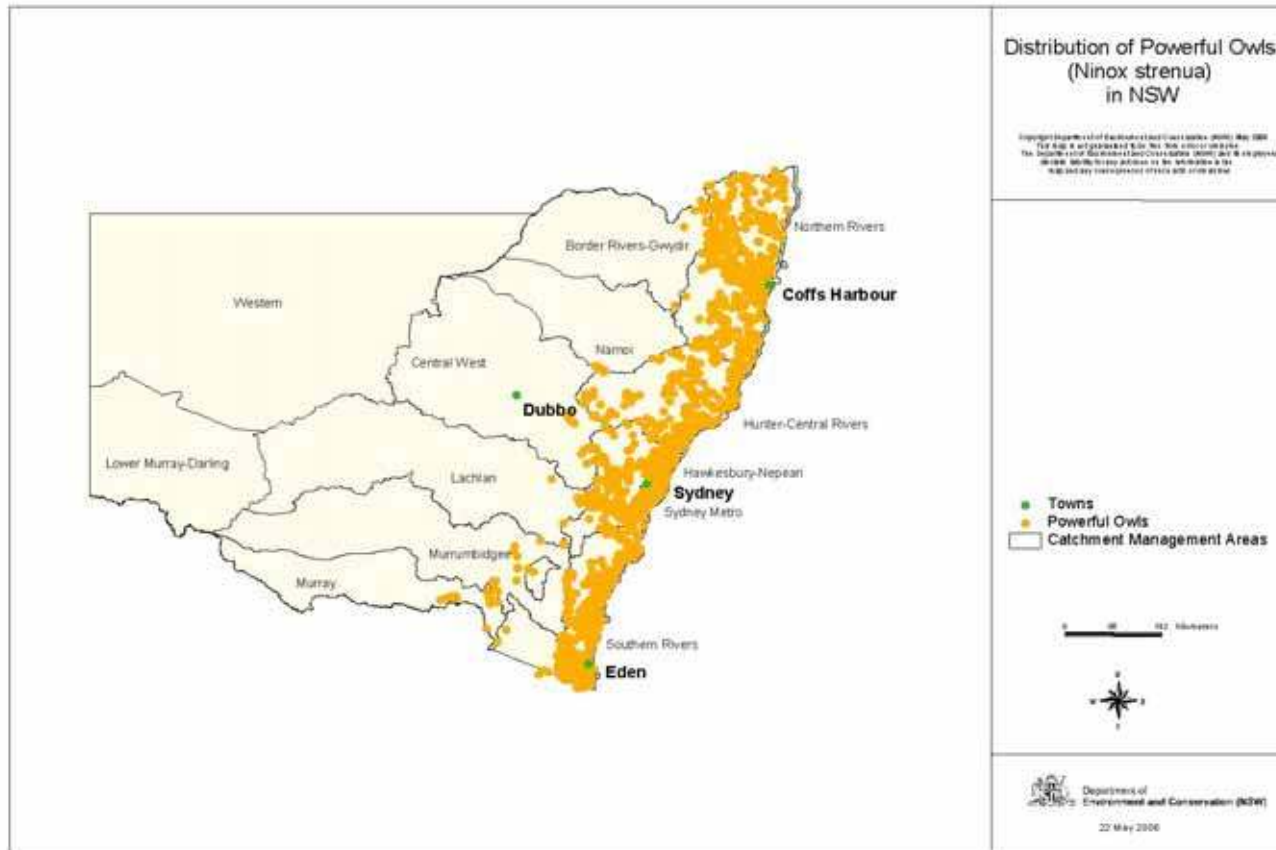 Distribution of Powerful Owls
(Ninox strenua)
in NSW
Northern Rivers
Border Rivers-Gwydir
Coffs Harbour
Western
Namoi
Central West
Dubbo
Hunter-Central Rivers
Lower Murray-Darling
Lachlan
Hawkesbury-Nepean
Sydney
Sydney Metro
Murrumbidgee
Murray
Southern Rivers
Eden
Towns
Powerful Owls
Catchment Management Areas
Kilometers
Department of
Environment and Conservation (NSW)
22 May 2006